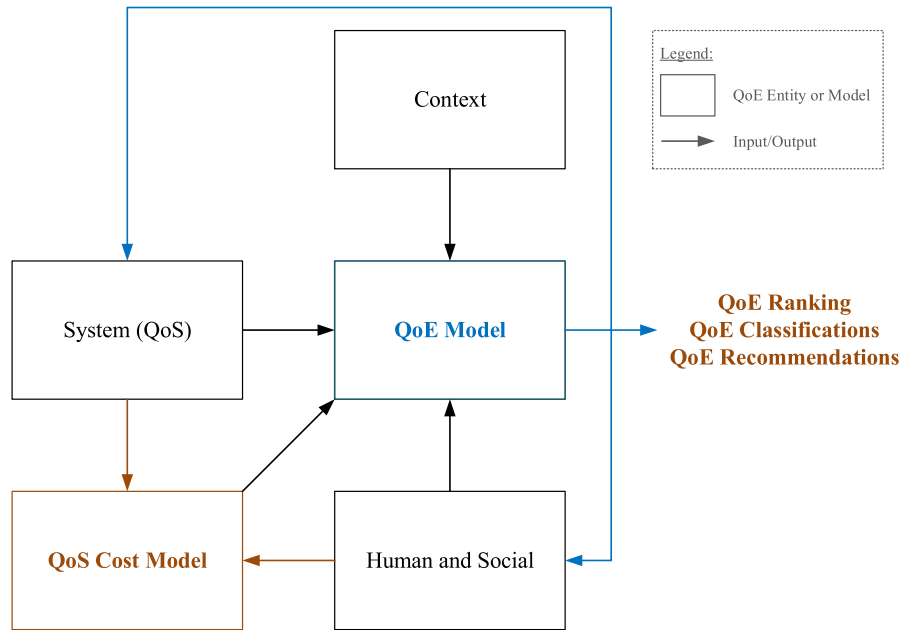 Context
Legend:
QoE Entity or Model
Input/Output
System (QoS)
QoE Model
QoE Ranking
QoE Classifications
QoE Recommendations
QoS Cost Model
Human and Social